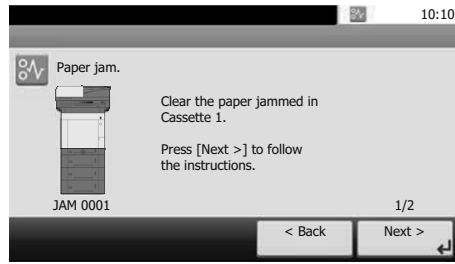 10:10
Paper jam.
Clear the paper jammed in
Cassette 1.
Press [Next >] to follow
the instructions.
JAM 0001
1/2
< Back
Next >